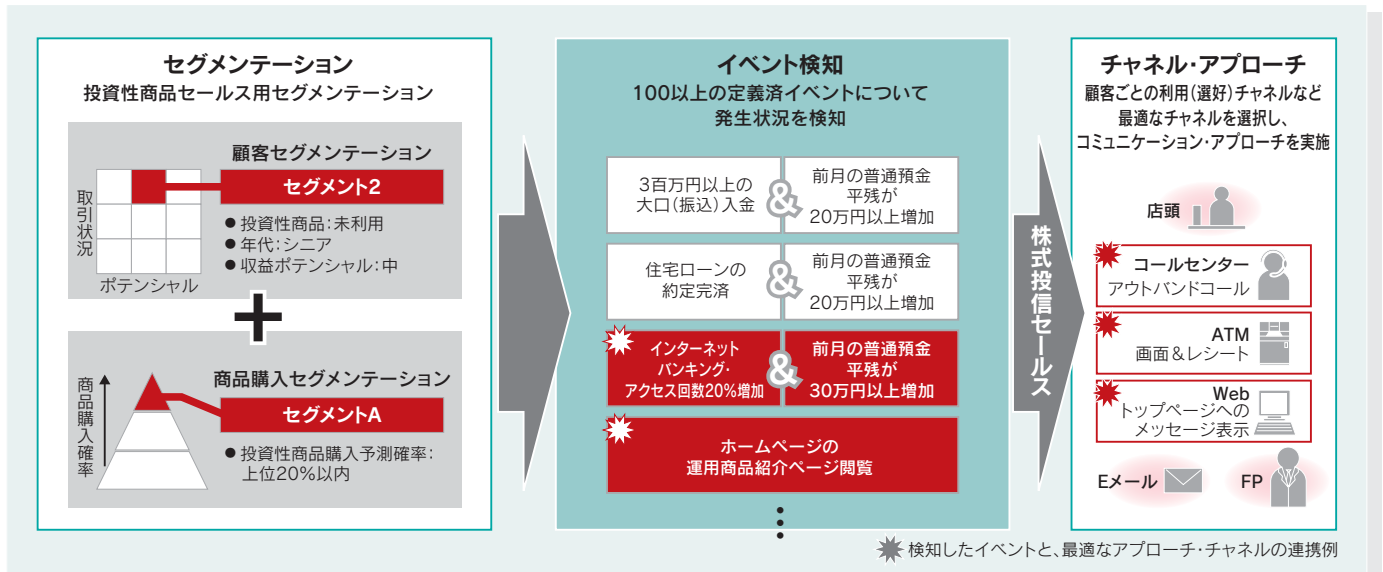 セグメンテーション
投資性商品セールス用セグメンテーション
顧客セグメンテーション
セグメント2
● 投資性商品：未利用
● 年代：シニア
● 収益ポテンシャル：中
取引状況
ポテンシャル
+
商品購入セグメンテーション
セグメントA
● 投資性商品購入予測確率：
上位20%以内
商品購入確率
イベント検知
100以上の定義済イベントについて
発生状況を検知
3百万円以上の
大口（振込）入金
&
前月の普通預金
平残が
20万円以上増加
住宅ローンの
約定完済
&
前月の普通預金
平残が
20万円以上増加
インターネット
バンキング・
アクセス回数20%増加
&
前月の普通預金
平残が
30万円以上増加
ホームページの
運用商品紹介ページ閲覧
株式投信セールス
チャネル・アプローチ
顧客ごとの利用（選好）チャネルなど
最適なチャネルを選択し、
コミュニケーション・アプローチを実施
店頭
コールセンター
アウトバンドコール
ATM
画面＆レシート
Web
トップページへの
メッセージ表示
Eメール
FP
検知したイベントと、最適なアプローチ・チャネルの連携例